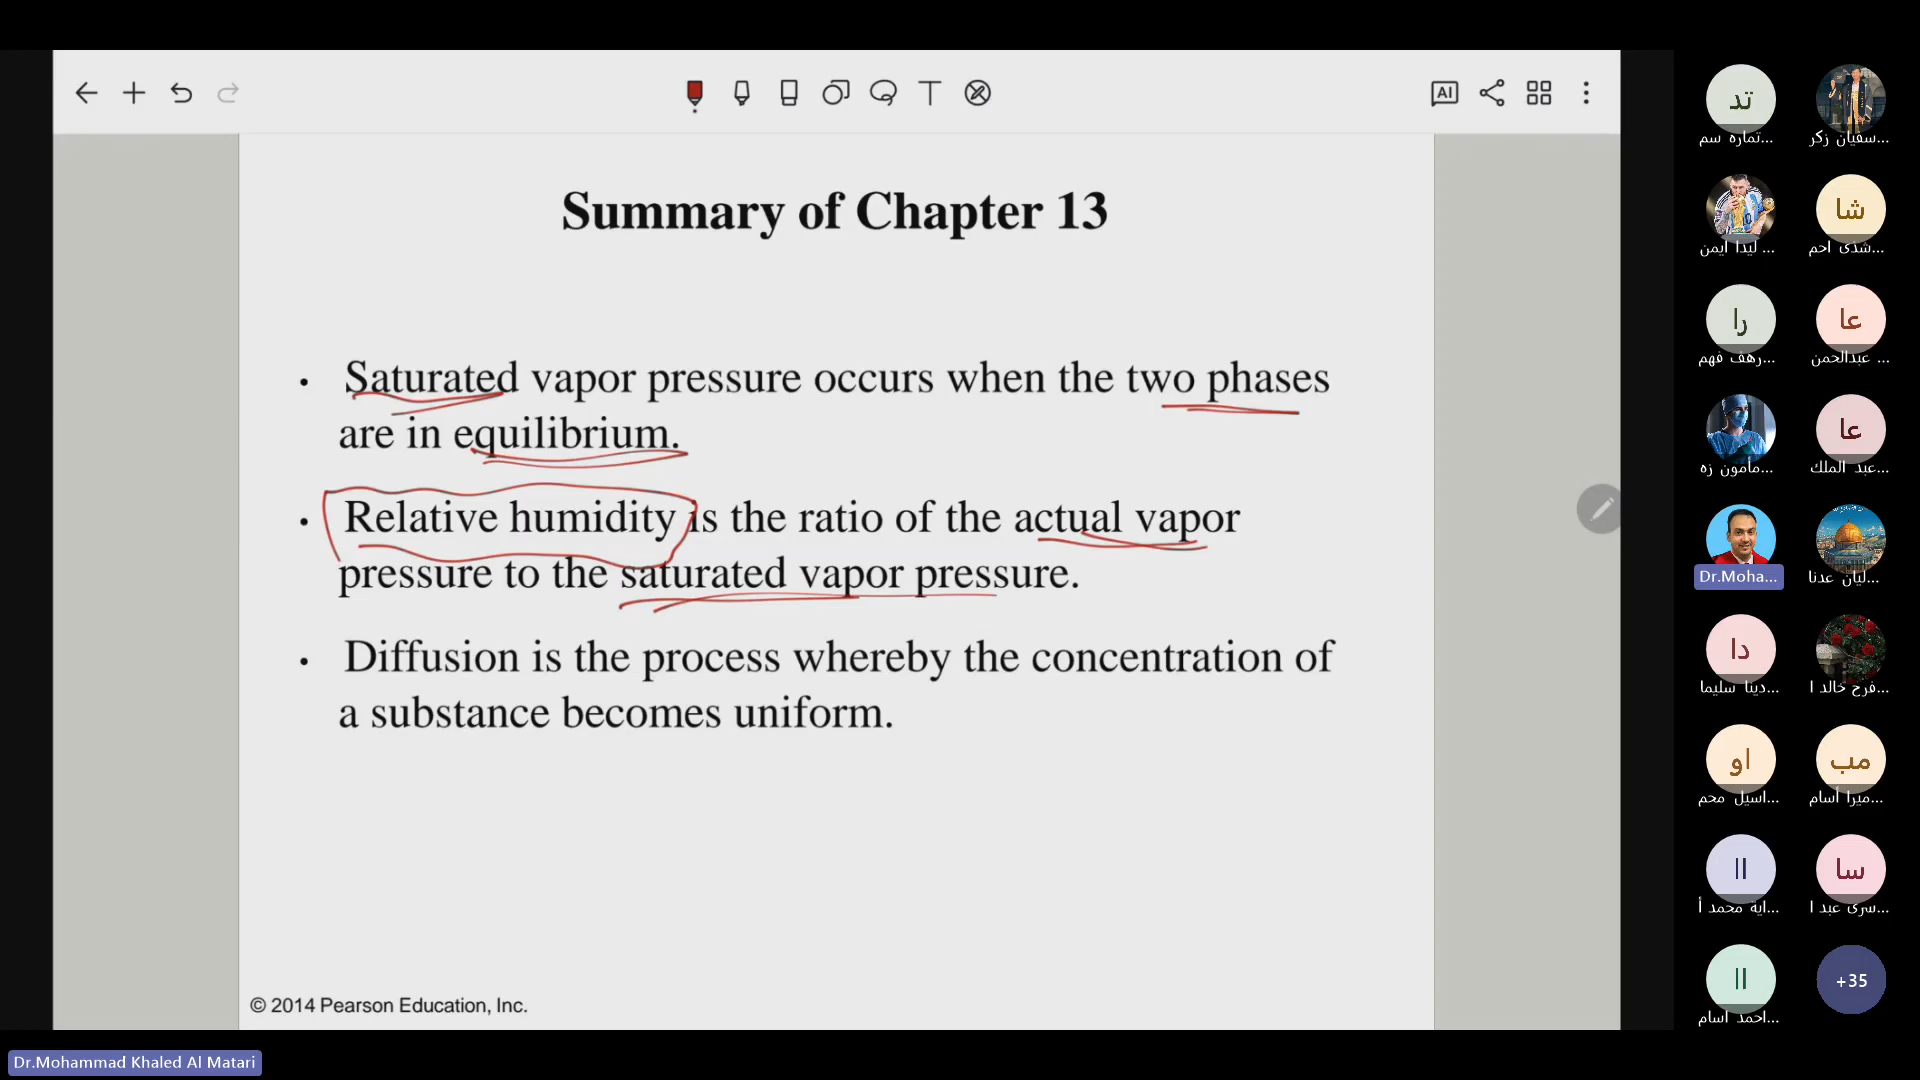 AI
Summary of Chapter 13
• Saturated vapor pressure occurs when the two phases
are in equilibrium.
• Relative humidity is the ratio of the actual vapor
pressure to the saturated vapor pressure.
• Diffusion is the process whereby the concentration of
a substance becomes uniform.
© 2014 Pearson Education, Inc.
Dr.Mohammad Khaled Al Matari
تد
تماره سم...
سفيان زكر...
ليدا ايمن ...
شا
شذى احم...
را
رهف فهم...
عا
عبدالحمن ...
مأمون زه...
عا
عبد الملك...
Dr.Moha...
ليان عدنا...
دا
دينا سليما...
فرح خالد ا...
او
اسيل محم...
مب
ميرا أسام...
اا
اية محمد أ...
سا
سرى عبد ا...
اا
احمد اسام...
+35